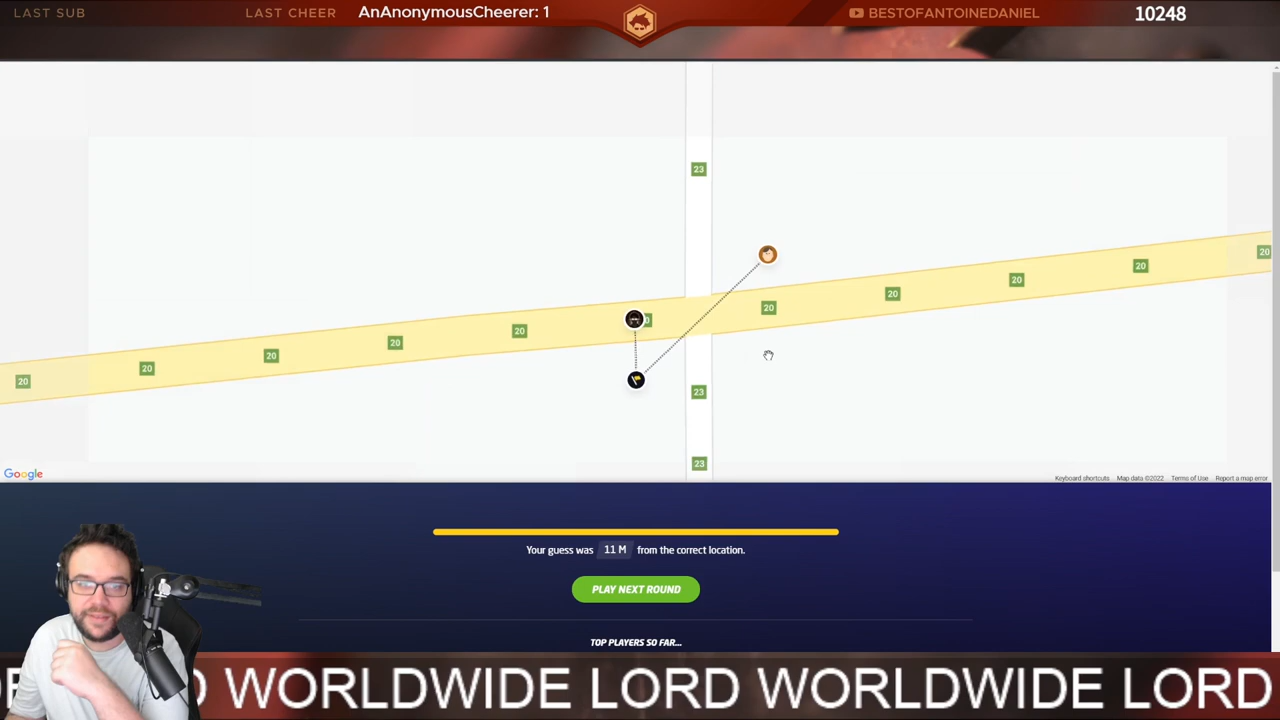 LAST SUB
LAST CHEER AnAnonymousCheerer: 1
BESTOFANTOINEDANIEL
10248
23
20
20
20
20
20
20
20
20
20
20
23
23
Google
Keyboard shortcuts Map data ©2022 Terms of Use Report a map error
Your guess was 11 M from the correct location.
PLAY NEXT ROUND
TOP PLAYERS SO FAR...
WORLDWIDE LORD WORLDWIDE LORD